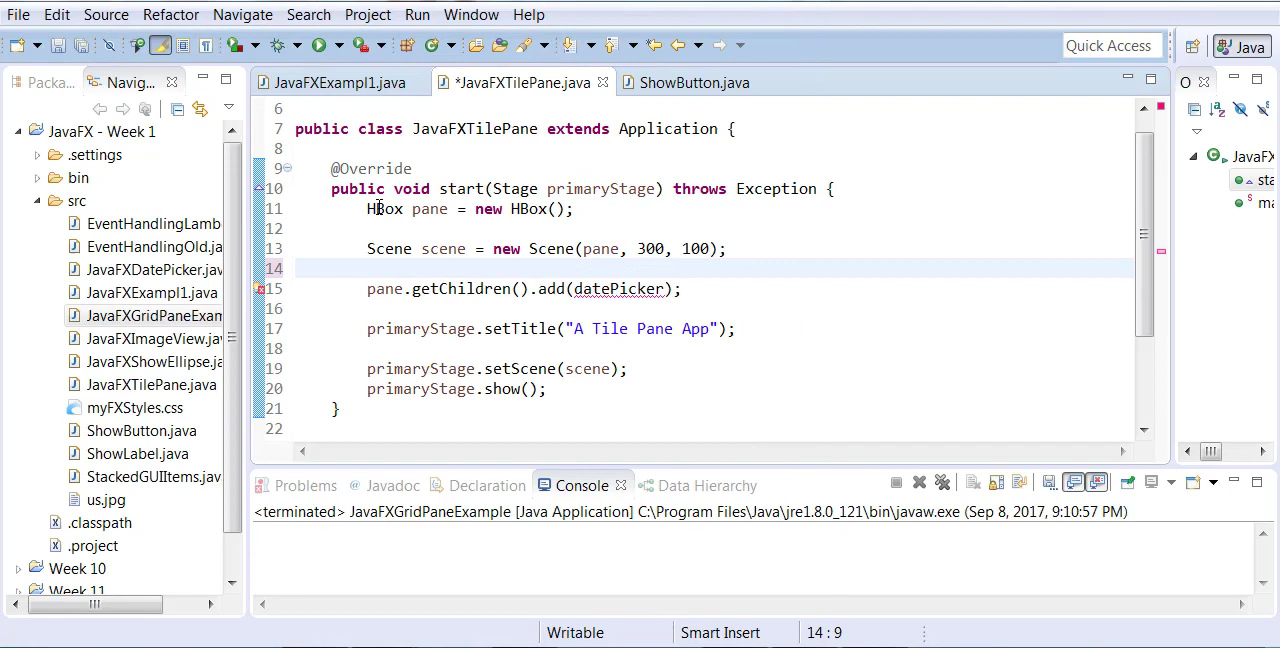 File Edit Source Refactor Navigate Search Project Run Window Help
Quick Access
Java
Packa...
Navig...
JavaFXExampl1.java
*JavaFXTilePane.java
ShowButton.java
O
JavaFX - Week 1
.settings
bin
src
EventHandlingLamb
EventHandlingOld.ja
JavaFXDatePicker.jav
JavaFXExampl1.java
JavaFXGridPaneExam
JavaFXImageView.jav
JavaFXShowEllipse.ja
JavaFXTilePane.java
myFXStyles.css
ShowButton.java
ShowLabel.java
StackedGUIItems.jav
us.jpg
.classpath
.project
Week 10
Week 11
6
7 public class JavaFXTilePane extends Application {
8
9 @Override
10 public void start(Stage primaryStage) throws Exception {
11 HBox pane = new HBox();
12
13 Scene scene = new Scene(pane, 300, 100);
14
15 pane.getChildren().add(datePicker);
16
17 primaryStage.setTitle("A Tile Pane App");
18
19 primaryStage.setScene(scene);
20 primaryStage.show();
21 }
22
JavaFX
sta
ma
Problems @ Javadoc Declaration Console Data Hierarchy
<terminated> JavaFXGridPaneExample [Java Application] C:\Program Files\Java\jre1.8.0_121\bin\javaw.exe (Sep 8, 2017, 9:10:57 PM)
Writable Smart Insert 14 : 9